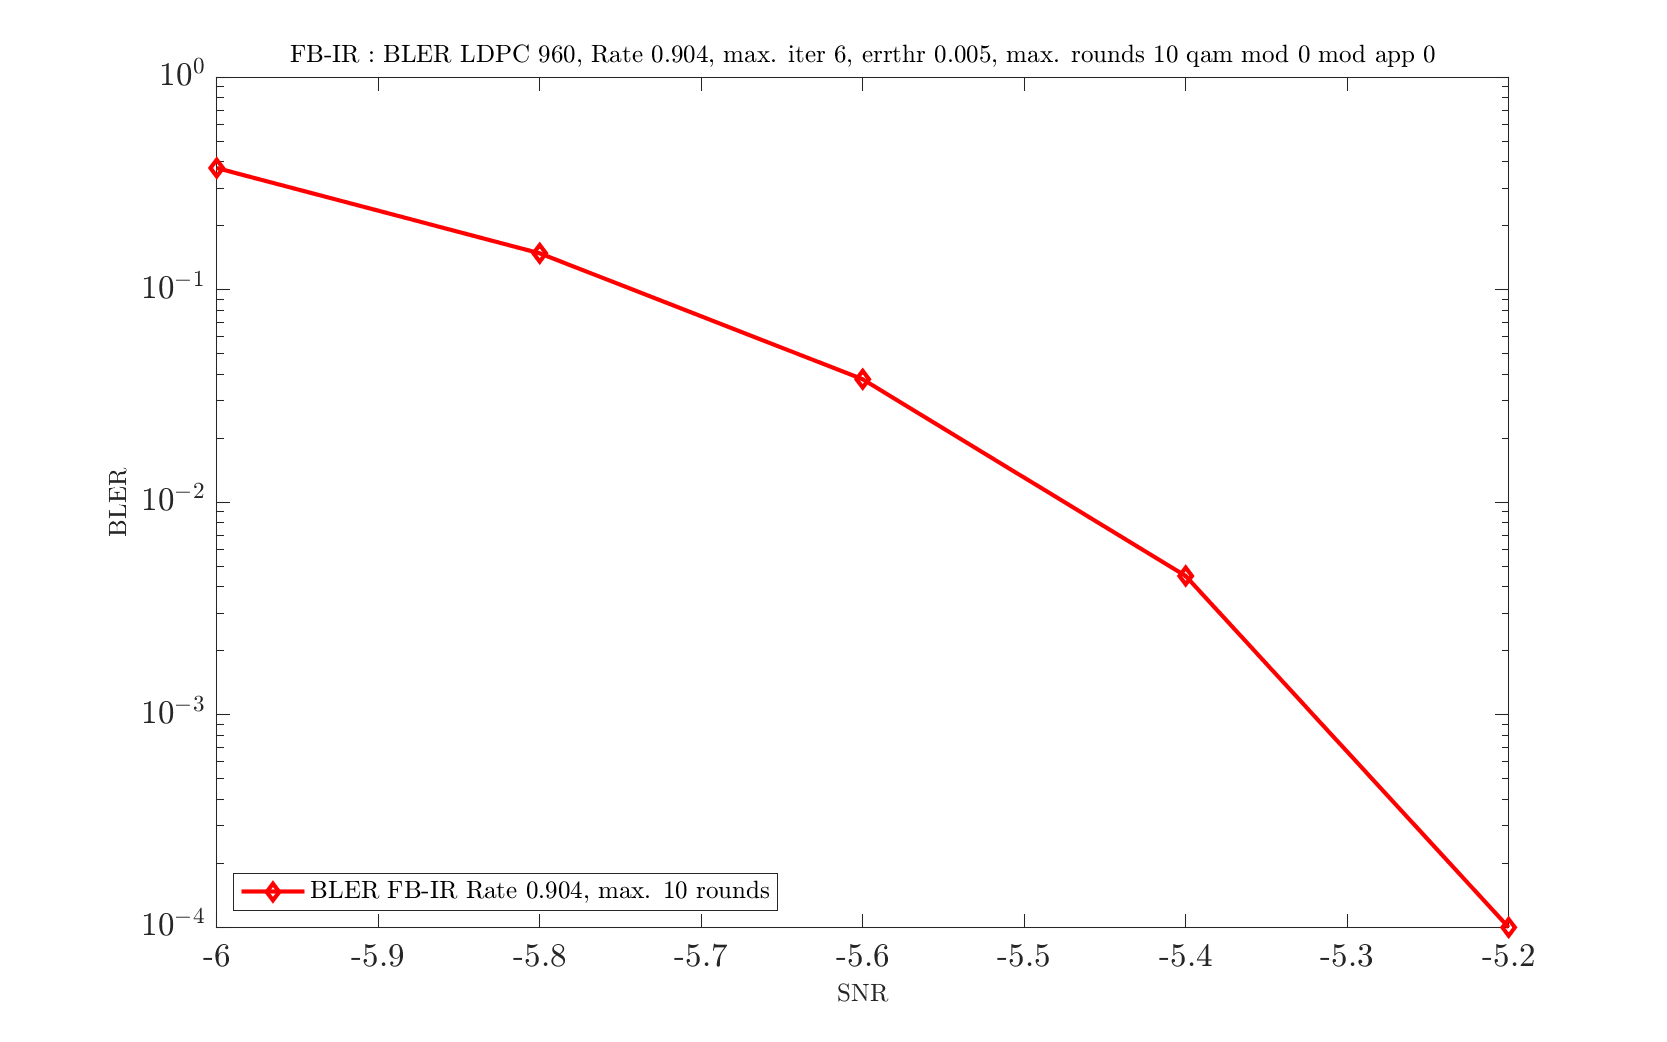 FB-IR : BLER LDPC 960, Rate 0.904, max. iter 6, errthr 0.005, max. rounds 10 qam mod 0 mod app 0
10^0
10^{-1}
10^{-2}
10^{-3}
10^{-4}
BLER
BLER FB-IR Rate 0.904, max. 10 rounds
-6 -5.9 -5.8 -5.7 -5.6 -5.5 -5.4 -5.3 -5.2
SNR